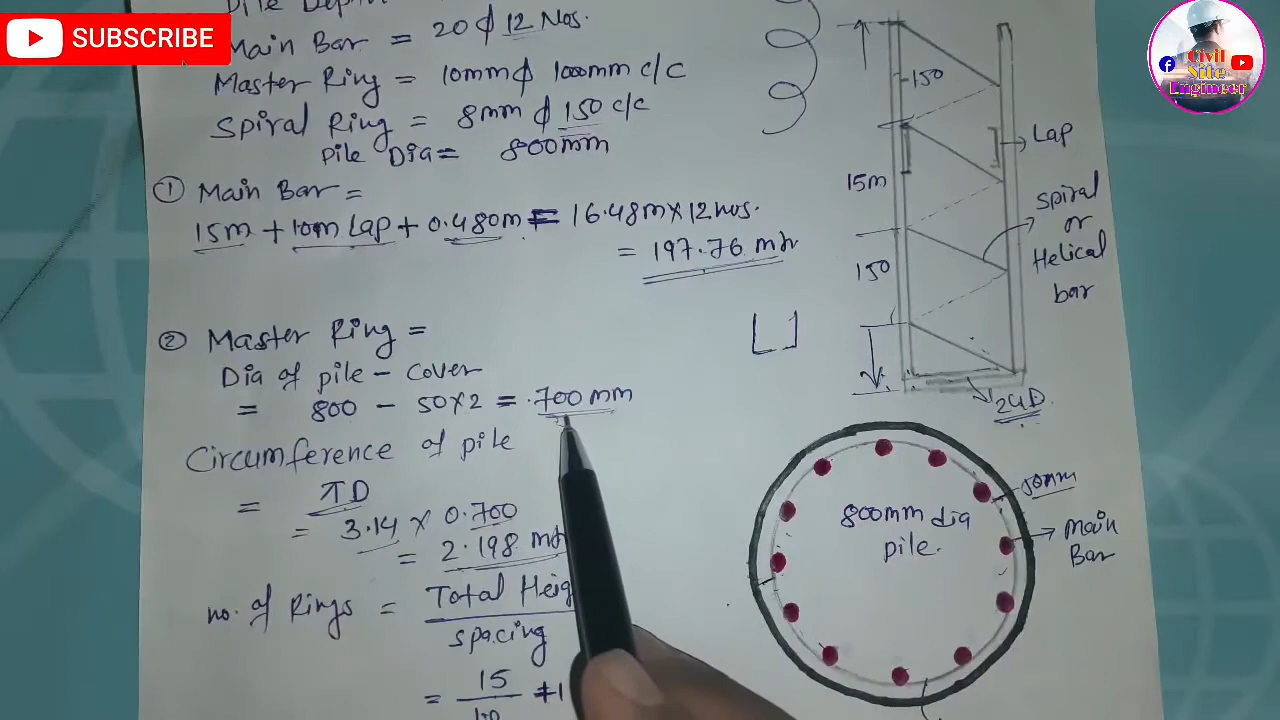 Pile Depth
SUBSCRIBE
Main Bar = 20ϕ 12 Nos.
Master Ring = 10mmϕ 1000mm c/c
Spiral Ring = 8mmϕ 150 c/c
Pile Dia = 800mm
① Main Bar =
15m + 10m Lap + 0.480m = 16.48m × 12 nos.
= 197.76 mtr
② Master Ring =
Dia of pile - cover
= 800 - 50×2 = 700 mm
Circumference of pile
= πD
= 3.14 × 0.700
= 2.198 mtr
no. of Rings = Total Heig
spacing
= 15 +1
Civil
Site
Engineer
150
Lap
15m
spiral
or
Helical
bar
150
24D
50mm
800mm dia
pile.
main
Bar